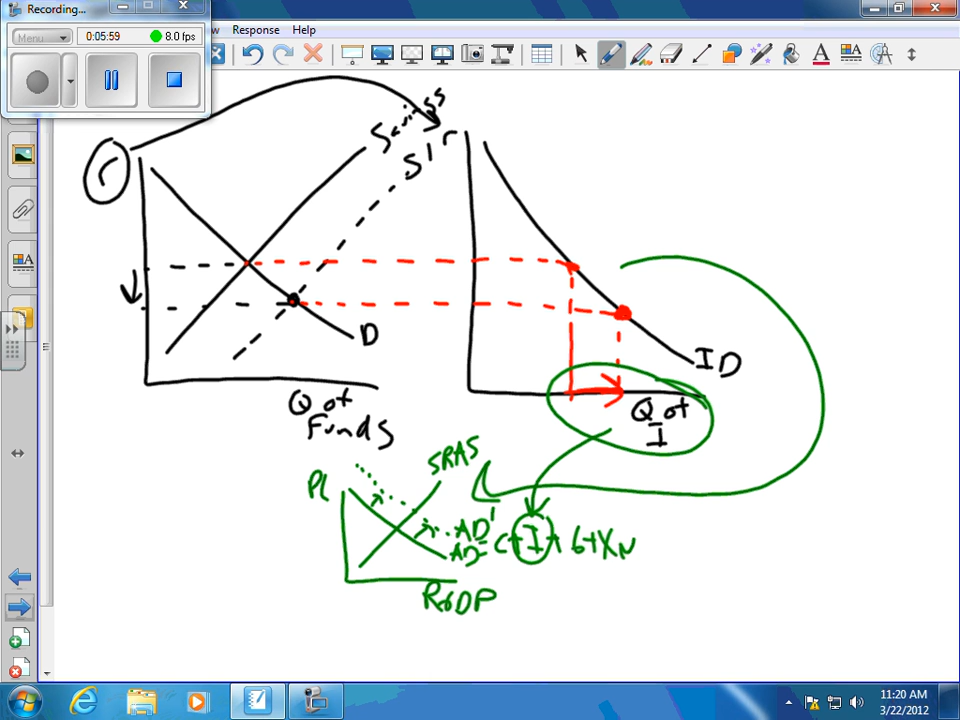 Recording...
Menu
0:05:59
8.0 fps
Response Help
r
Savings
S'
r
D
Q of
Funds
ID
Q of
I
PL
SRAS
AD'
AD = C+I+G+XN
RGDP
11:20 AM
3/22/2012